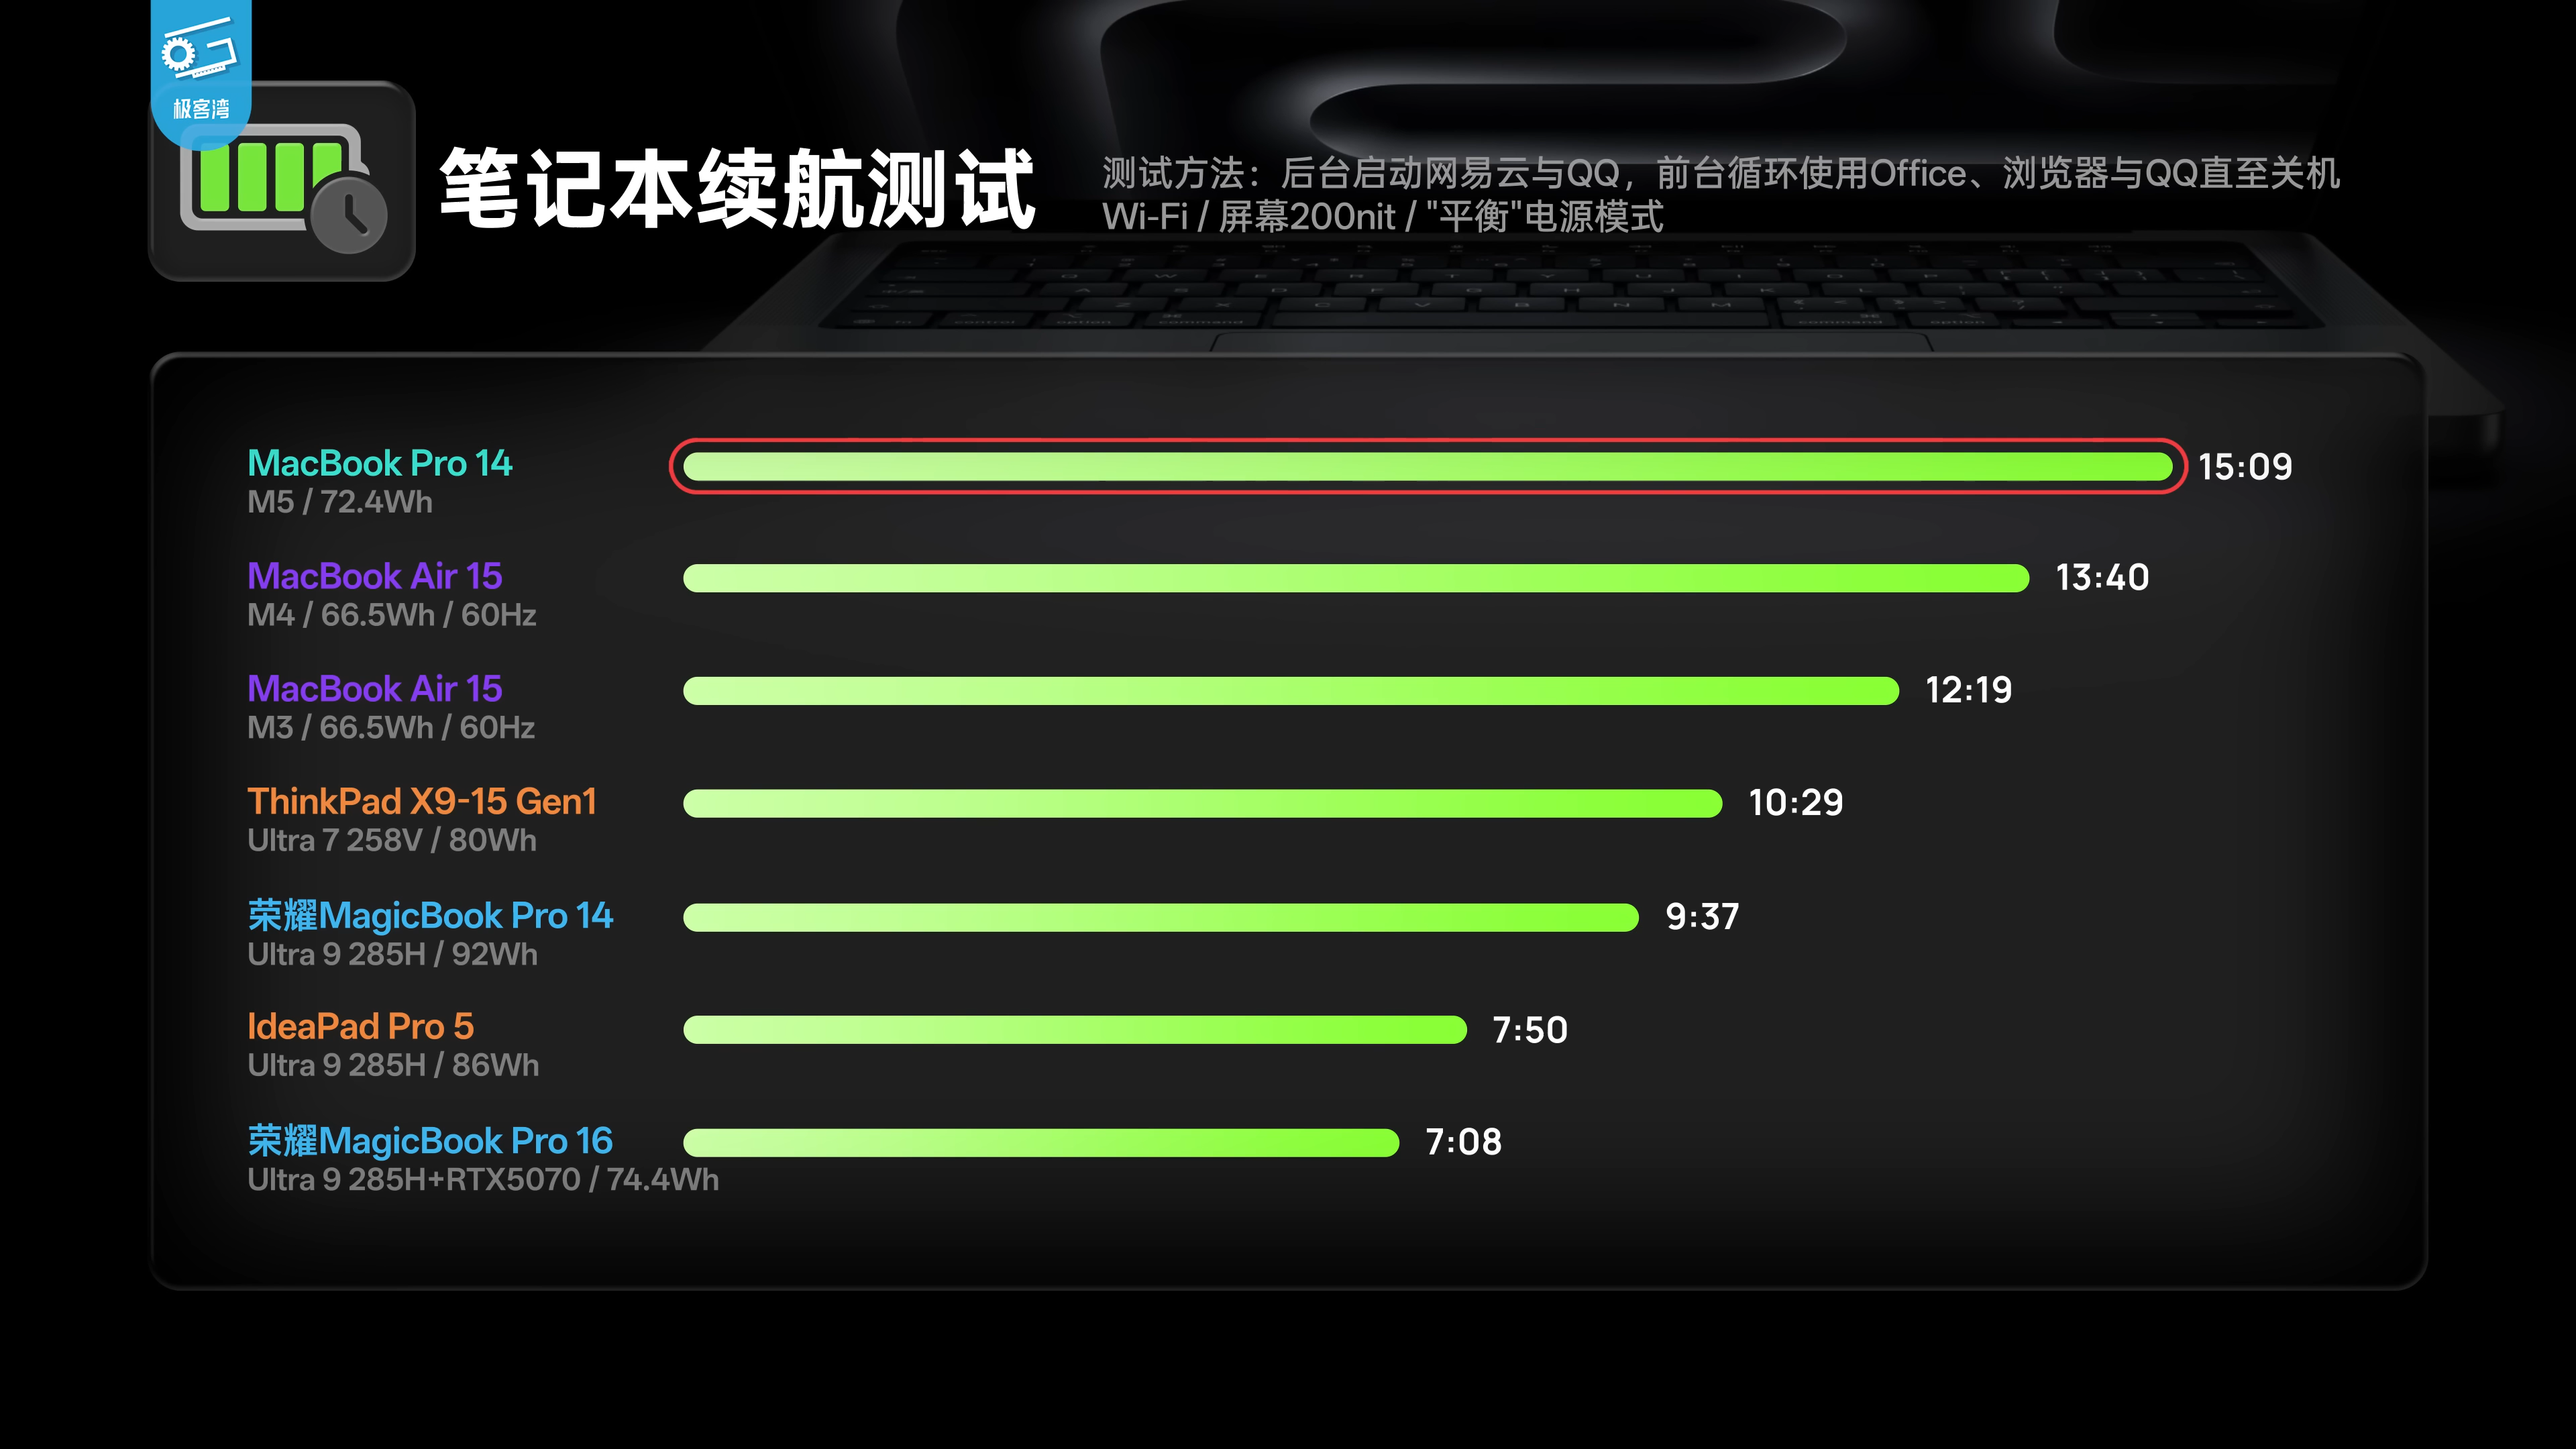 极客湾
笔记本续航测试
测试方法：后台启动网易云与QQ，前台循环使用Office、浏览器与QQ直至关机
Wi-Fi / 屏幕200nit / "平衡"电源模式
MacBook Pro 14
M5 / 72.4Wh
15:09
MacBook Air 15
M4 / 66.5Wh / 60Hz
13:40
MacBook Air 15
M3 / 66.5Wh / 60Hz
12:19
ThinkPad X9-15 Gen1
Ultra 7 258V / 80Wh
10:29
荣耀MagicBook Pro 14
Ultra 9 285H / 92Wh
9:37
IdeaPad Pro 5
Ultra 9 285H / 86Wh
7:50
荣耀MagicBook Pro 16
Ultra 9 285H+RTX5070 / 74.4Wh
7:08